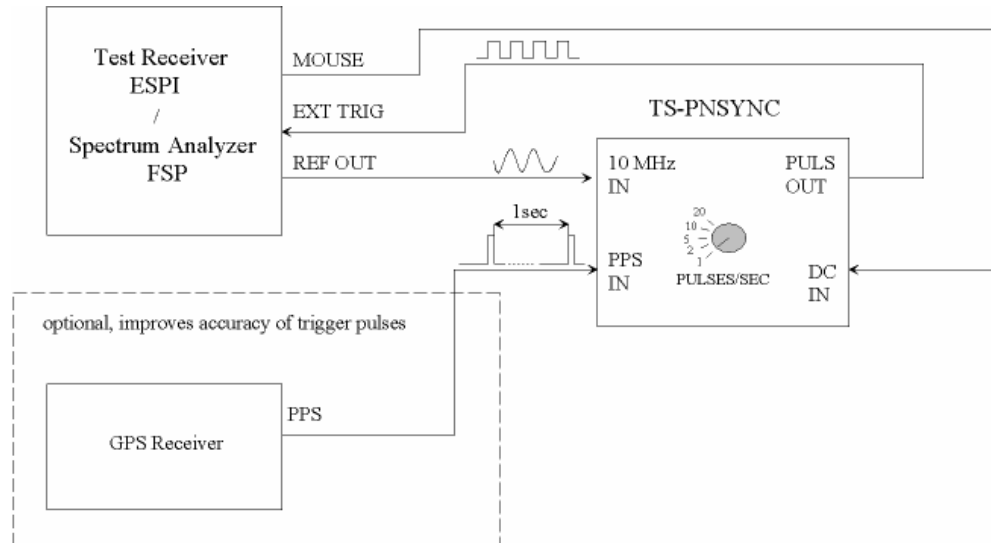 Test Receiver
ESPI
/
Spectrum Analyzer
FSP
MOUSE
EXT TRIG
REF OUT
TS-PNSYNC
10 MHz
IN
PULS
OUT
20
10
5
2
1
PULSES/SEC
PPS
IN
DC
IN
1sec
optional, improves accuracy of trigger pulses
GPS Receiver
PPS